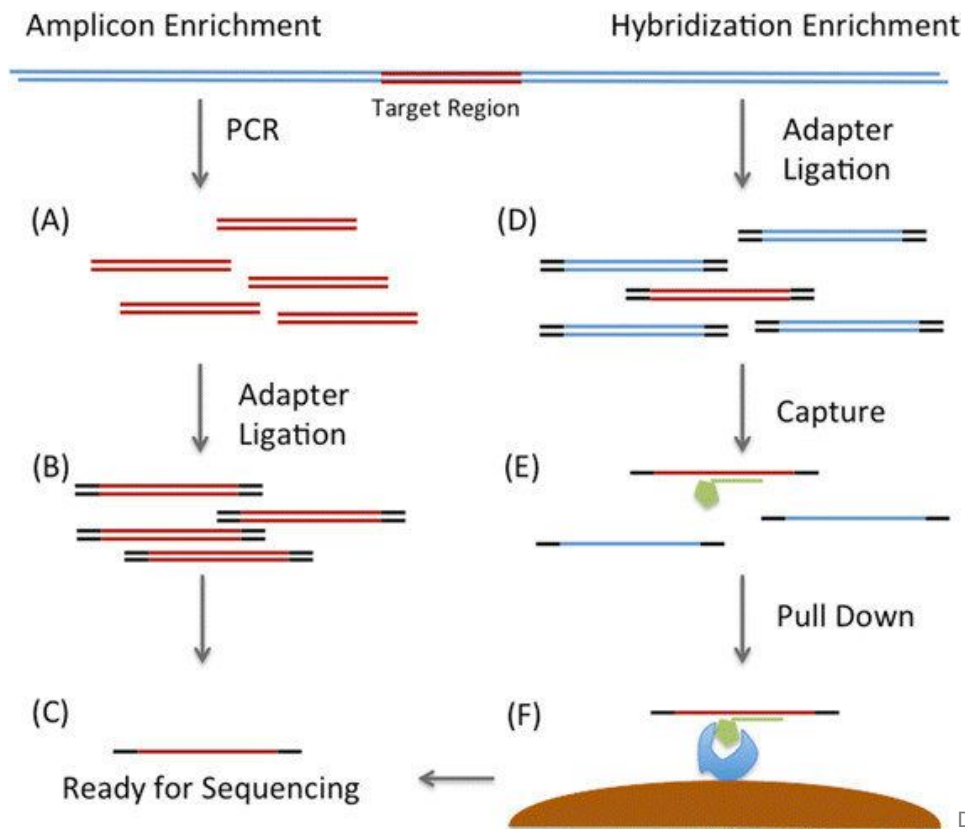 Amplicon Enrichment
Hybridization Enrichment
Target Region
PCR
Adapter
Ligation
(A)
(D)
Adapter
Ligation
Capture
(B)
(E)
Pull Down
(C)
(F)
Ready for Sequencing
D